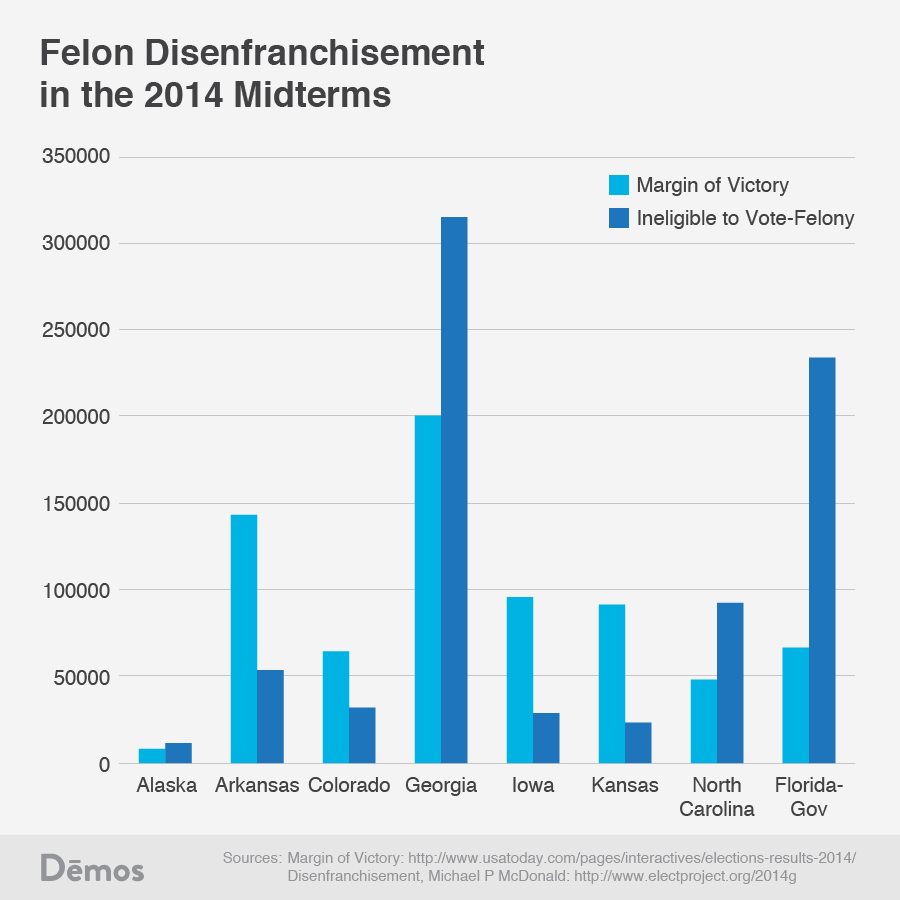 Felon Disenfranchisement
in the 2014 Midterms
350000
Margin of Victory
Ineligible to Vote-Felony
300000
250000
200000
150000
100000
50000
0
Alaska Arkansas Colorado Georgia Iowa Kansas North Florida-
Carolina Gov
Dēmos
Sources: Margin of Victory: http://www.usatoday.com/pages/interactives/elections-results-2014/
Disenfranchisement, Michael P McDonald: http://www.electproject.org/2014g